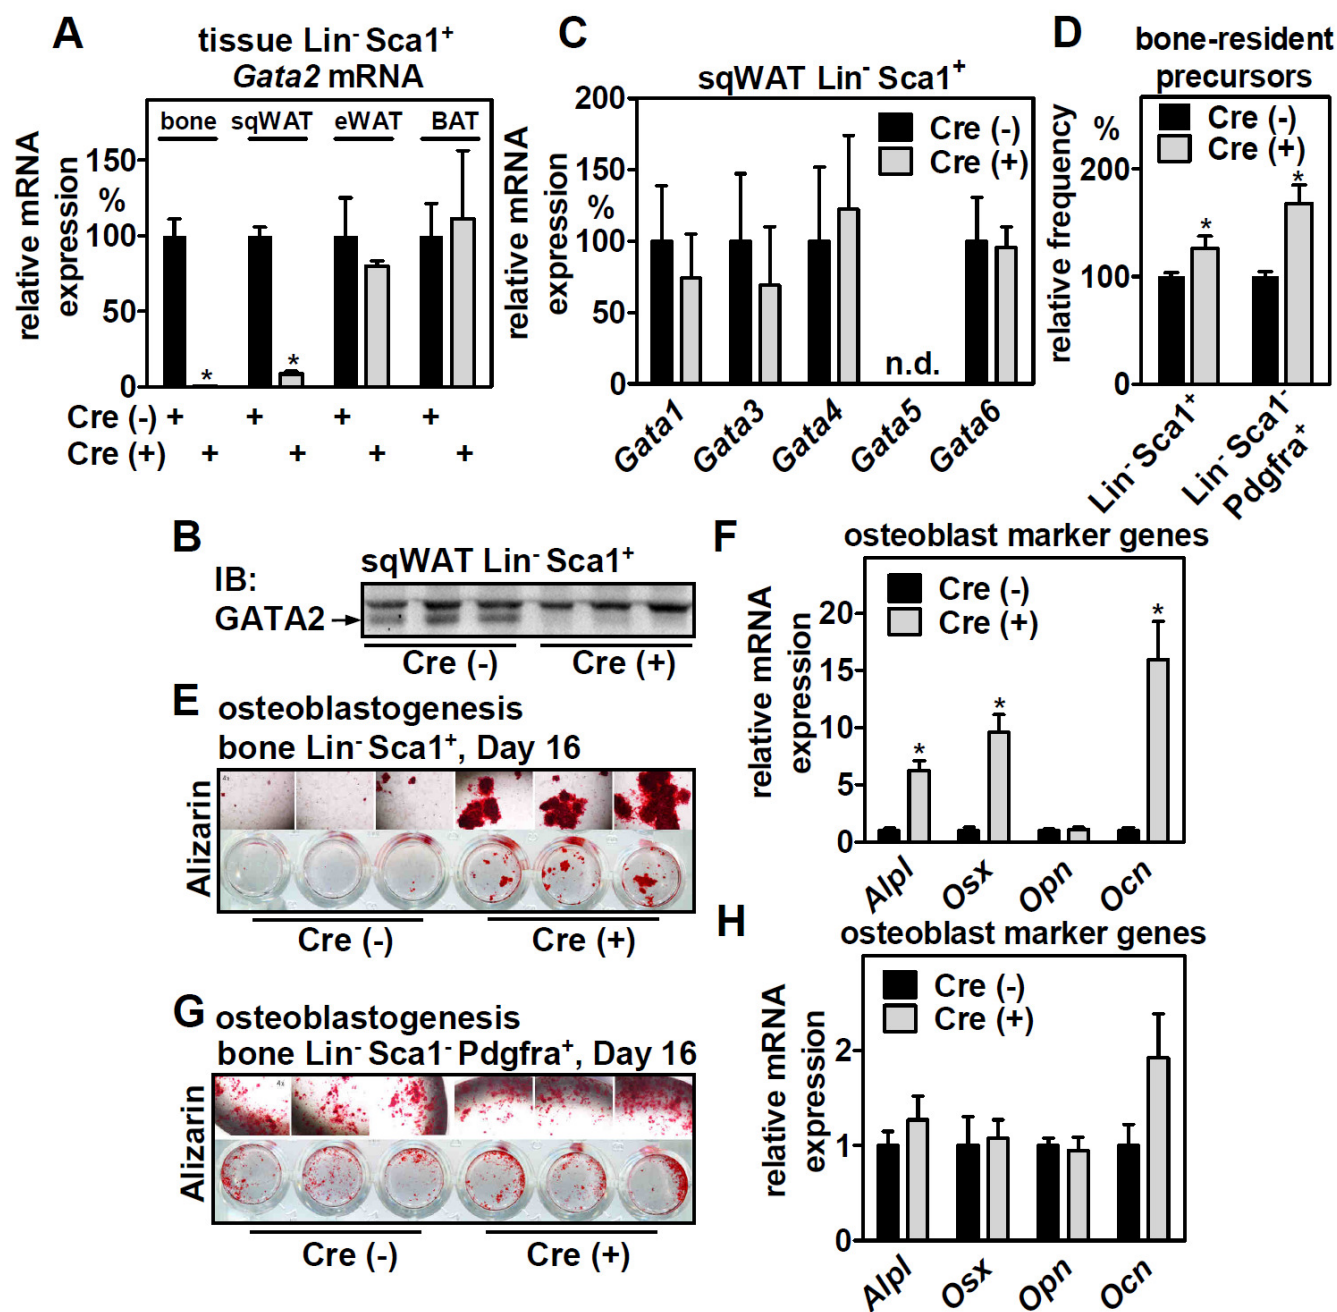 A
tissue Lin⁻ Sca1⁺
Gata2 mRNA
relative mRNA
expression
%
150
100
50
0
bone sqWAT eWAT BAT
*
*
Cre (-) + + + +
Cre (+) + + + +
C
sqWAT Lin⁻ Sca1⁺
relative mRNA
expression
%
200
150
100
50
0
Cre (-)
Cre (+)
n.d.
Gata1 Gata3 Gata4 Gata5 Gata6
D
bone-resident
precursors
relative frequency
%
200
100
0
Cre (-)
Cre (+)
*
*
Lin⁻ Sca1⁺
Lin⁻ Sca1⁻
Pdgfra⁺
B
sqWAT Lin⁻ Sca1⁺
IB:
GATA2
Cre (-) Cre (+)
E
osteoblastogenesis
bone Lin⁻ Sca1⁺, Day 16
Alizarin
4x
Cre (-) Cre (+)
F
osteoblast marker genes
relative mRNA
expression
20
15
10
5
0
Cre (-)
Cre (+)
*
*
*
Alpl Osx Opn Ocn
G
osteoblastogenesis
bone Lin⁻ Sca1⁻ Pdgfra⁺, Day 16
Alizarin
4x
Cre (-) Cre (+)
H
osteoblast marker genes
relative mRNA
expression
2
1
0
Cre (-)
Cre (+)
Alpl Osx Opn Ocn